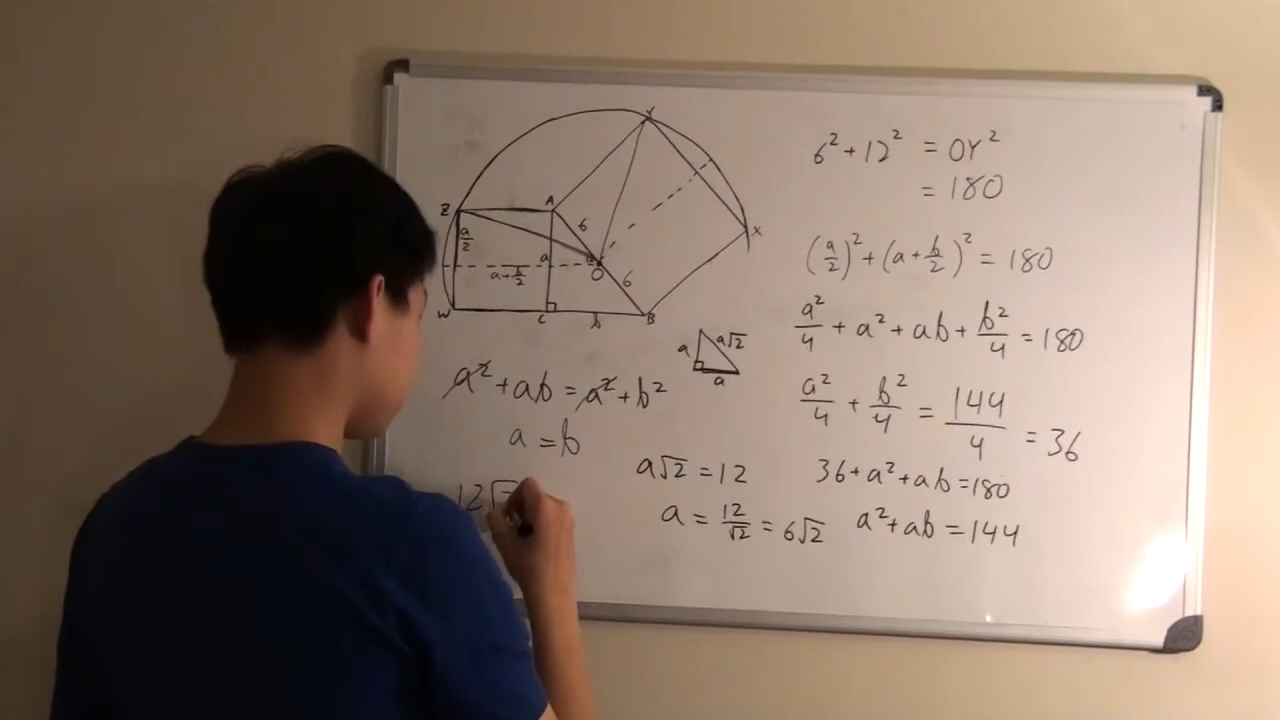 Y
Z
A
6
a/2
X
a
O
a+b/2
6
W
C
b
B
a
a√2
a
a²+ab=a²+b²
a=b
12√2
a√2=12
a=12/√2=6√2
6²+12²=OY²
=180
(a/2)²+(a+b/2)²=180
a²/4+a²+ab+b²/4=180
a²/4+b²/4=144/4=36
36+a²+ab=180
a²+ab=144